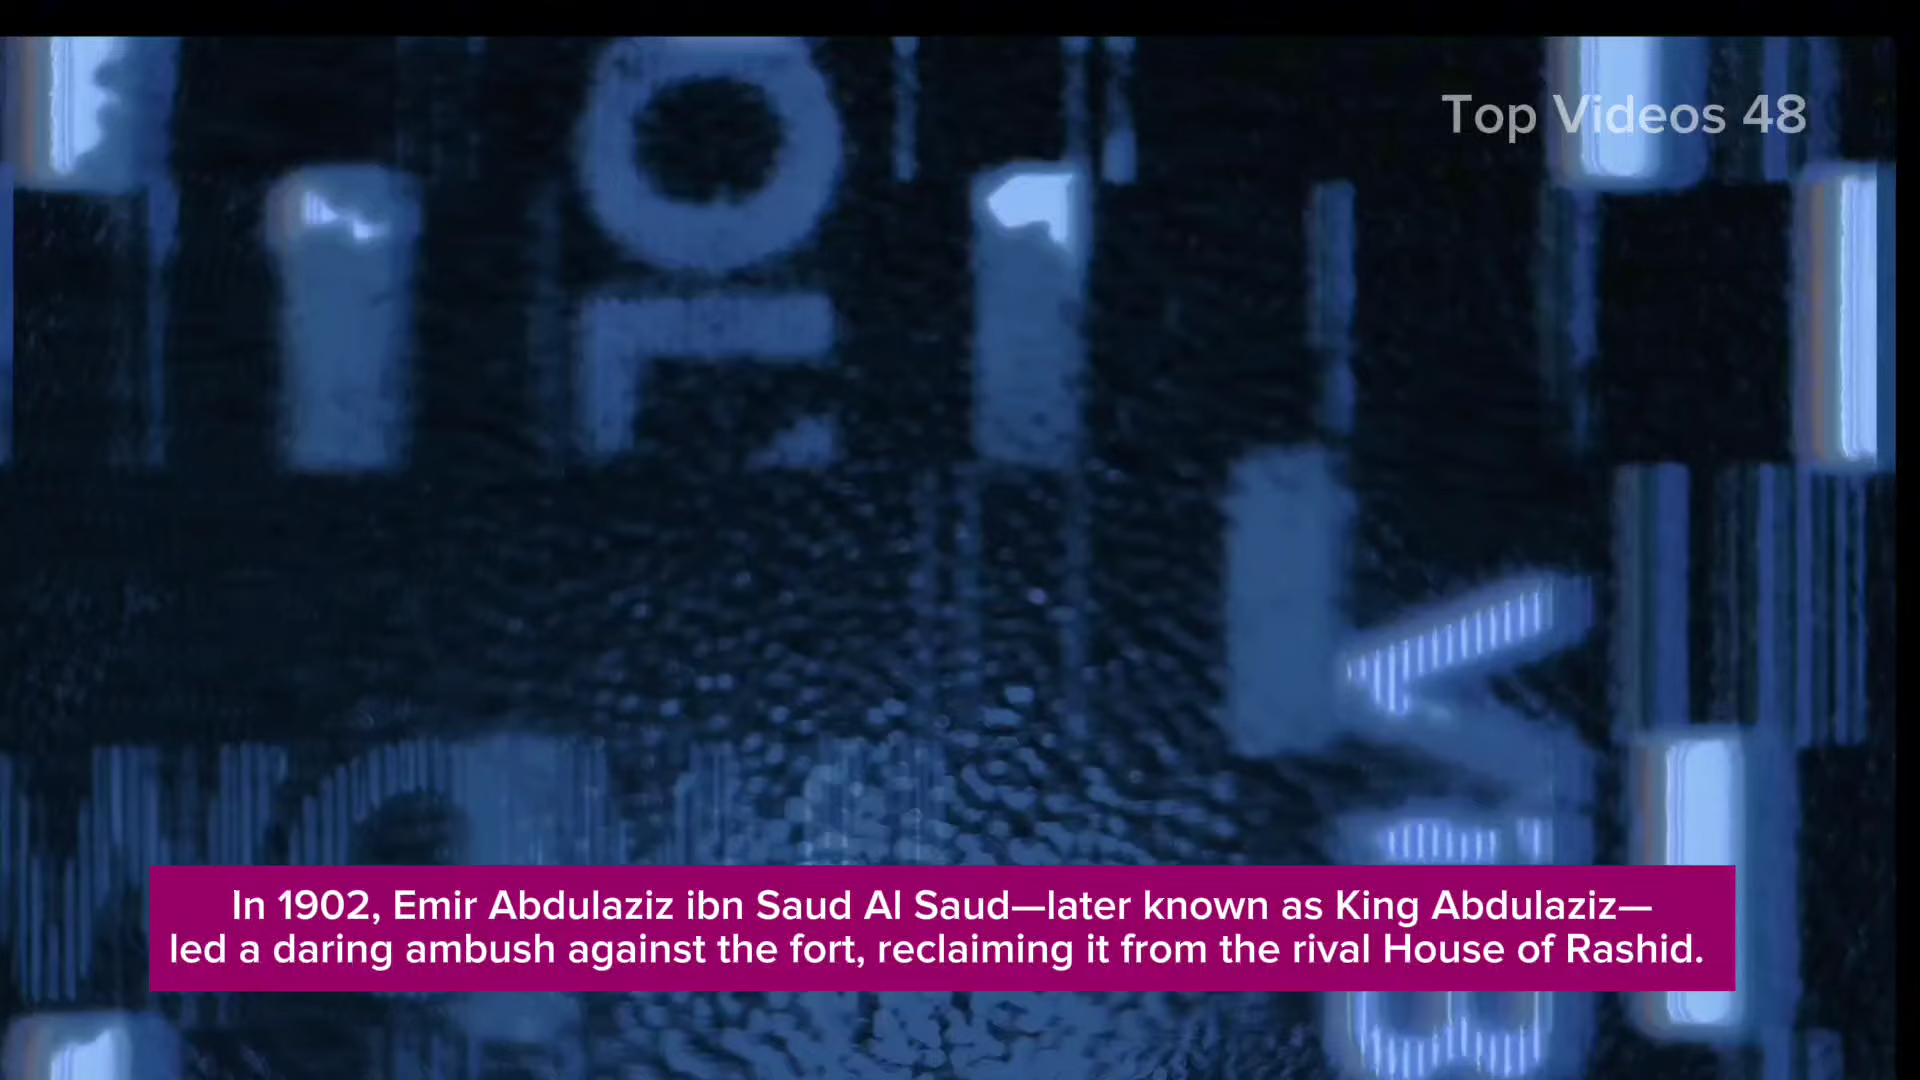 Top Videos 48
In 1902, Emir Abdulaziz ibn Saud Al Saud—later known as King Abdulaziz—
led a daring ambush against the fort, reclaiming it from the rival House of Rashid.